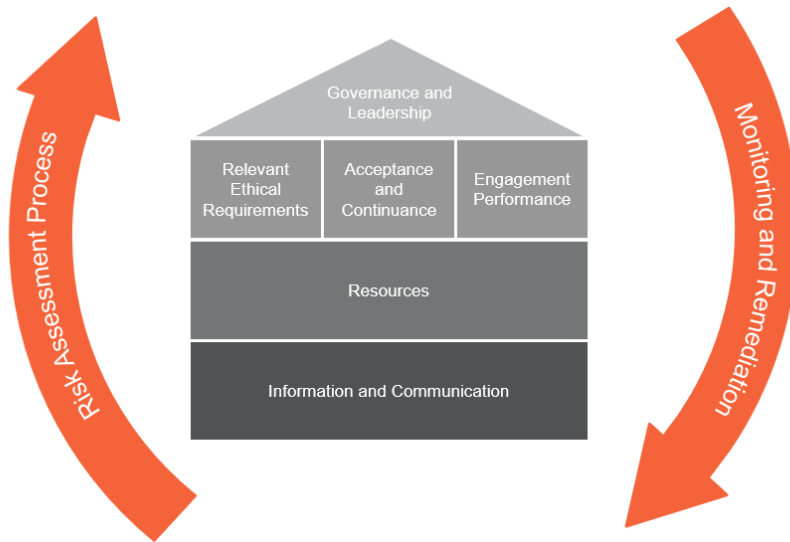 Governance and
Leadership
Relevant
Ethical
Requirements
Acceptance
and
Continuance
Engagement
Performance
Resources
Information and Communication
Risk Assessment Process
Monitoring and Remediation